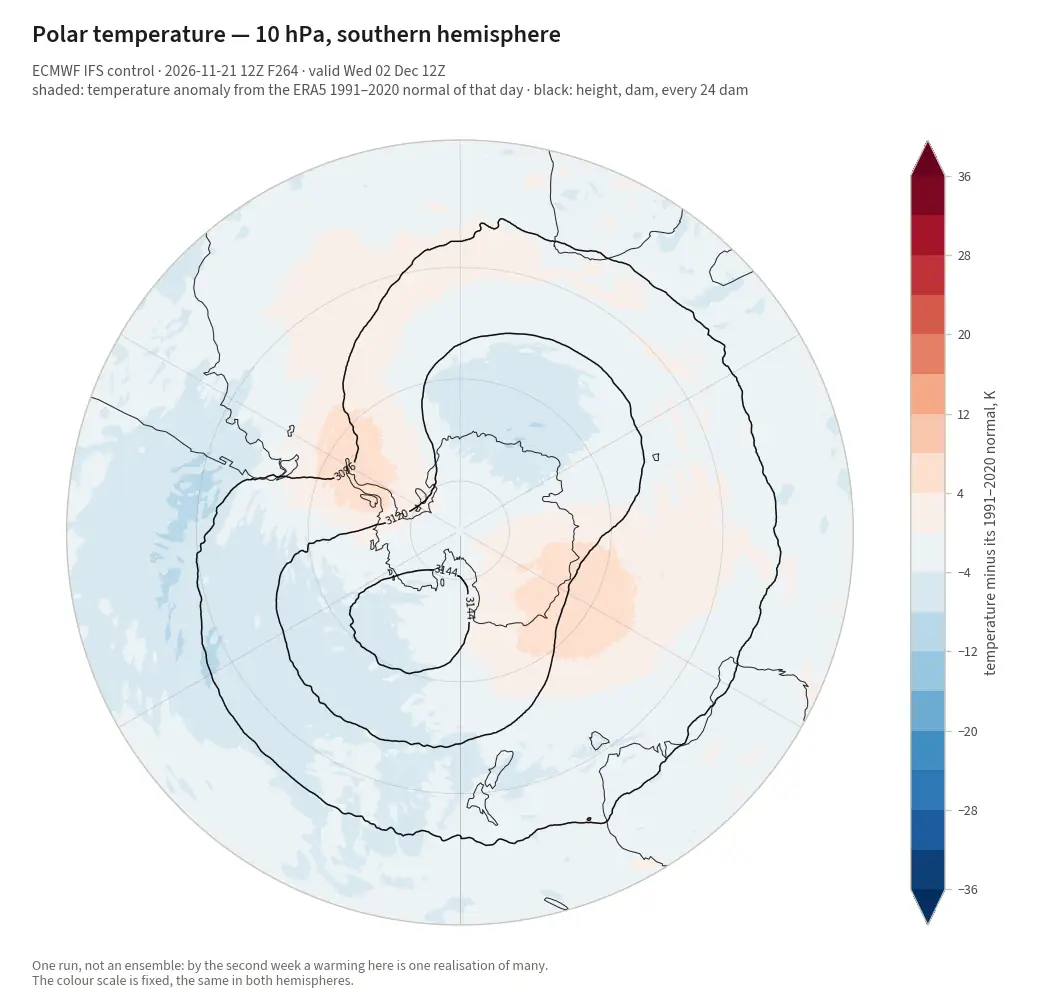 Polar temperature — 10 hPa, southern hemisphere
ECMWF IFS control · 2026-11-21 12Z F264 · valid Wed 02 Dec 12Z
shaded: temperature anomaly from the ERA5 1991–2020 normal of that day · black: height, dam, every 24 dam
36
28
20
12
4
−4
−12
−20
−28
−36
temperature minus its 1991–2020 normal, K
3096
3120
3144
3144
One run, not an ensemble: by the second week a warming here is one realisation of many.
The colour scale is fixed, the same in both hemispheres.